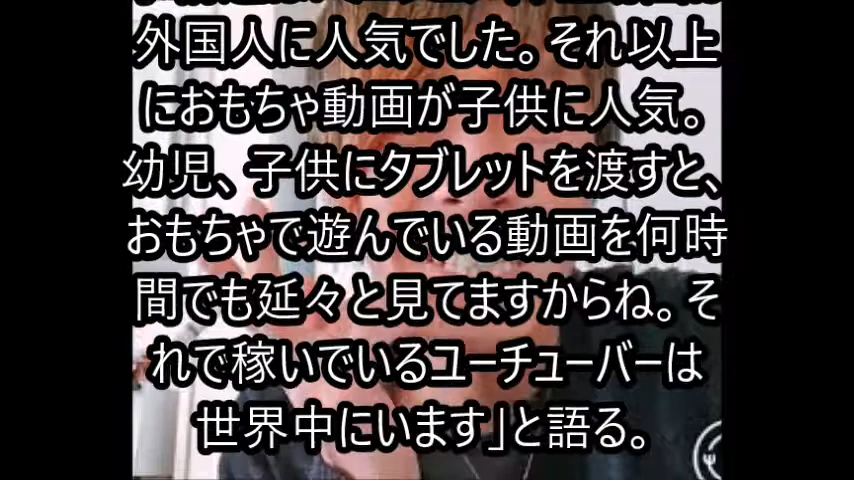 外国人に人気でした。それ以上
におもちゃ動画が子供に人気。
幼児、子供にタブレットを渡すと、
おもちゃで遊んでいる動画を何時
間でも延々と見てますからね。そ
れで稼いでいるユーチューバーは
世界中にいます」と語る。